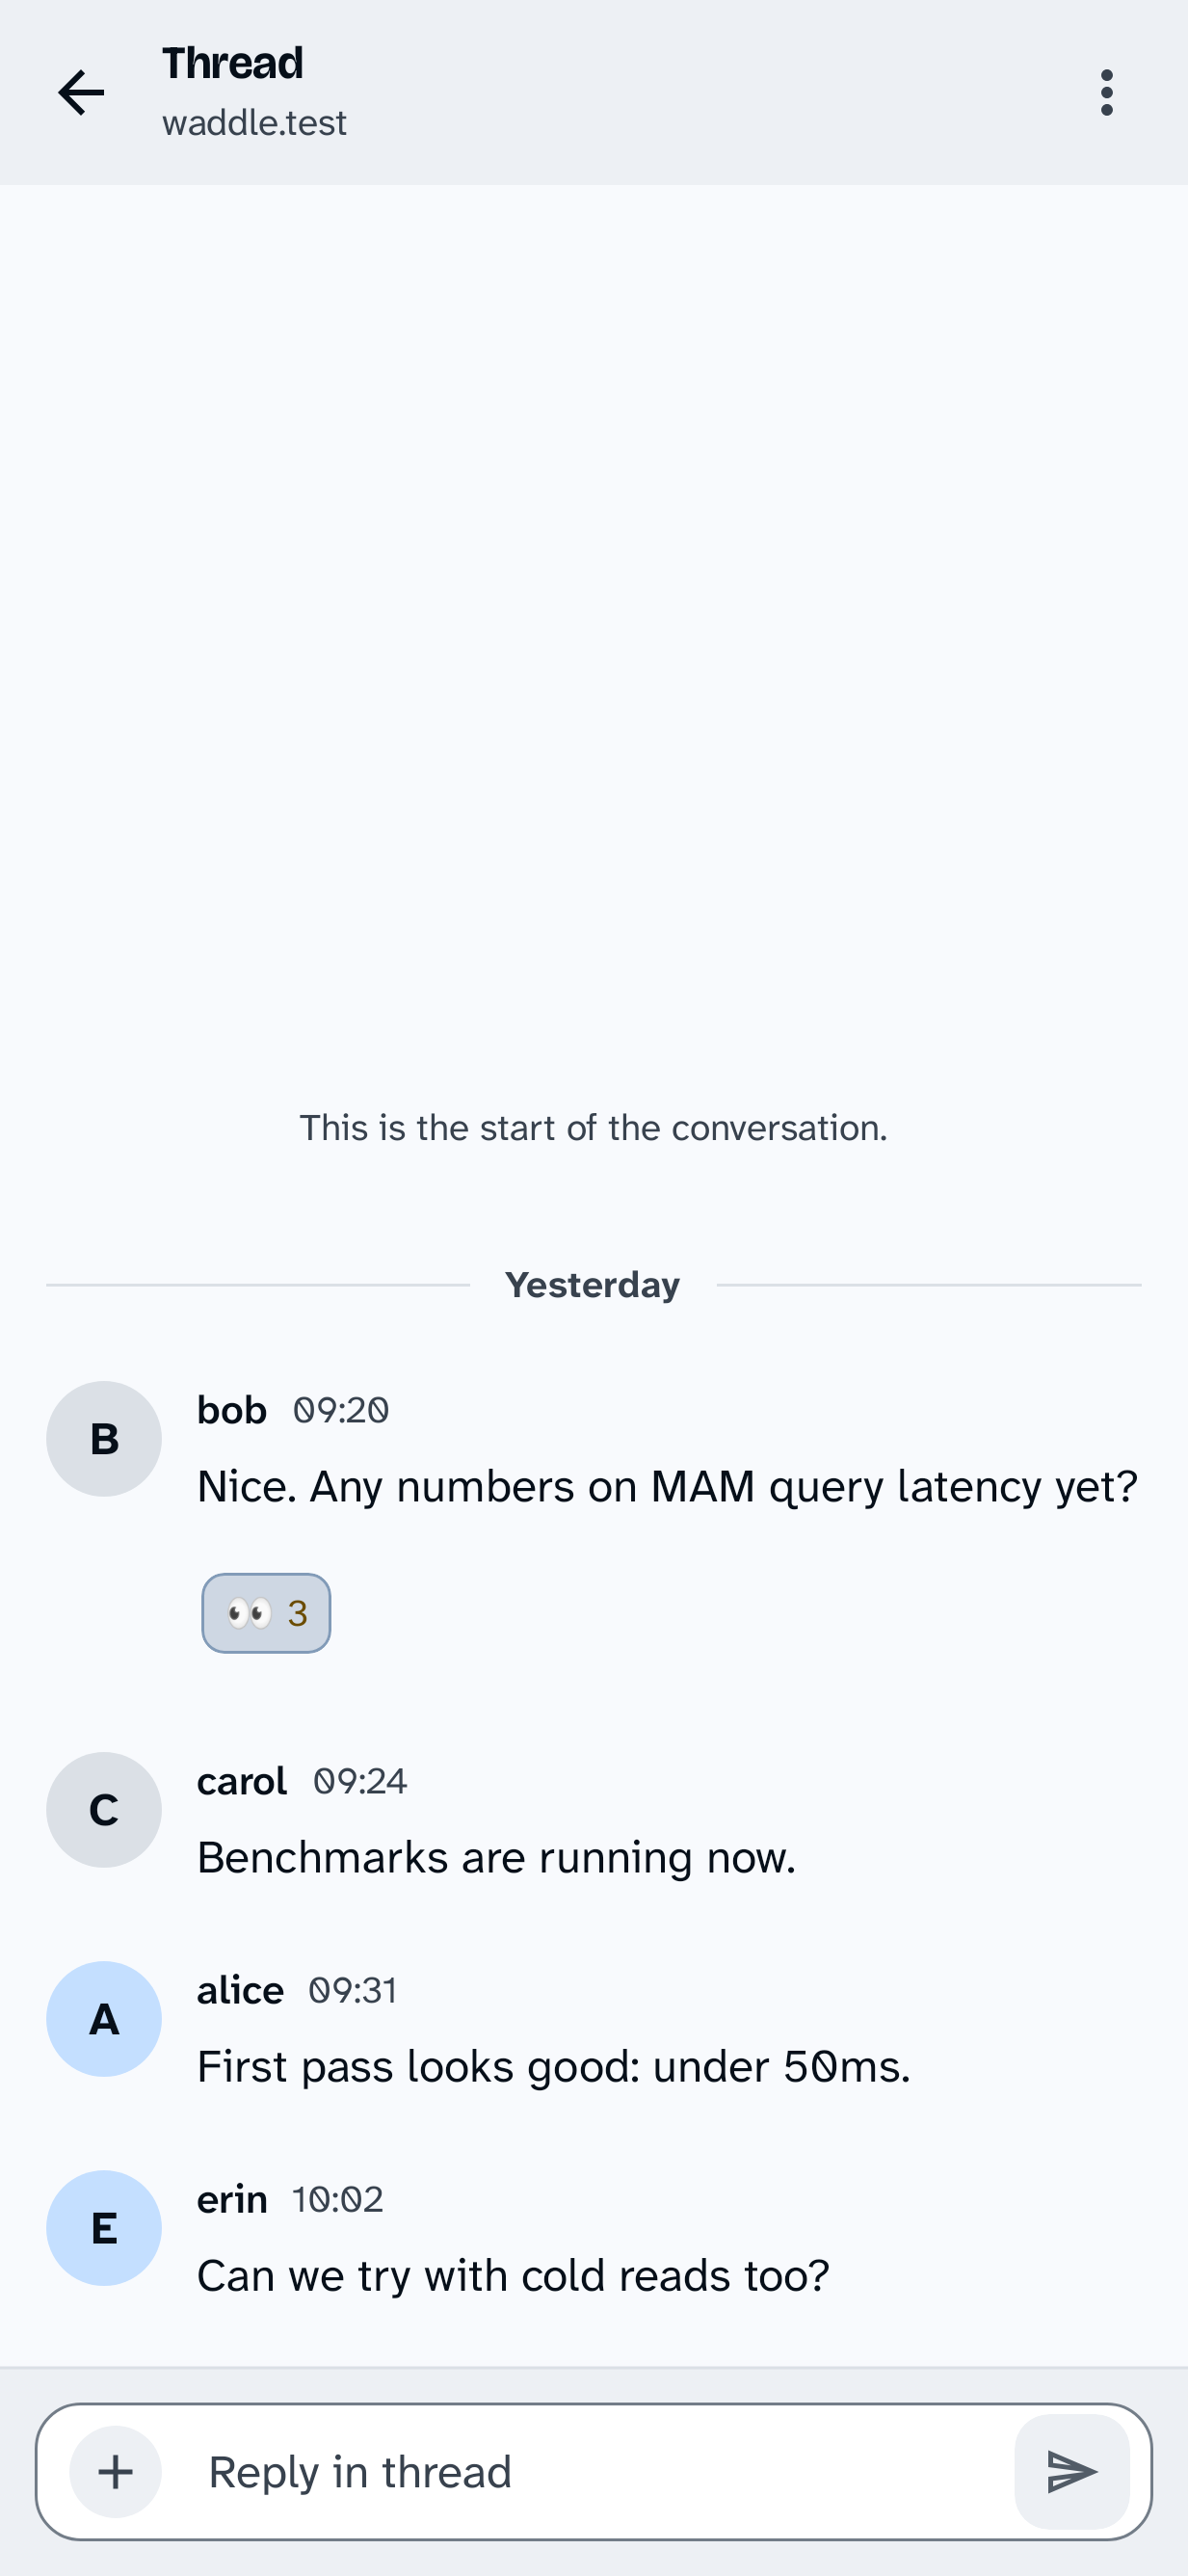 Thread
waddle.test
This is the start of the conversation.
Yesterday
B
bob 09:20
Nice. Any numbers on MAM query latency yet?
👀 3
C
carol 09:24
Benchmarks are running now.
A
alice 09:31
First pass looks good: under 50ms.
E
erin 10:02
Can we try with cold reads too?
Reply in thread